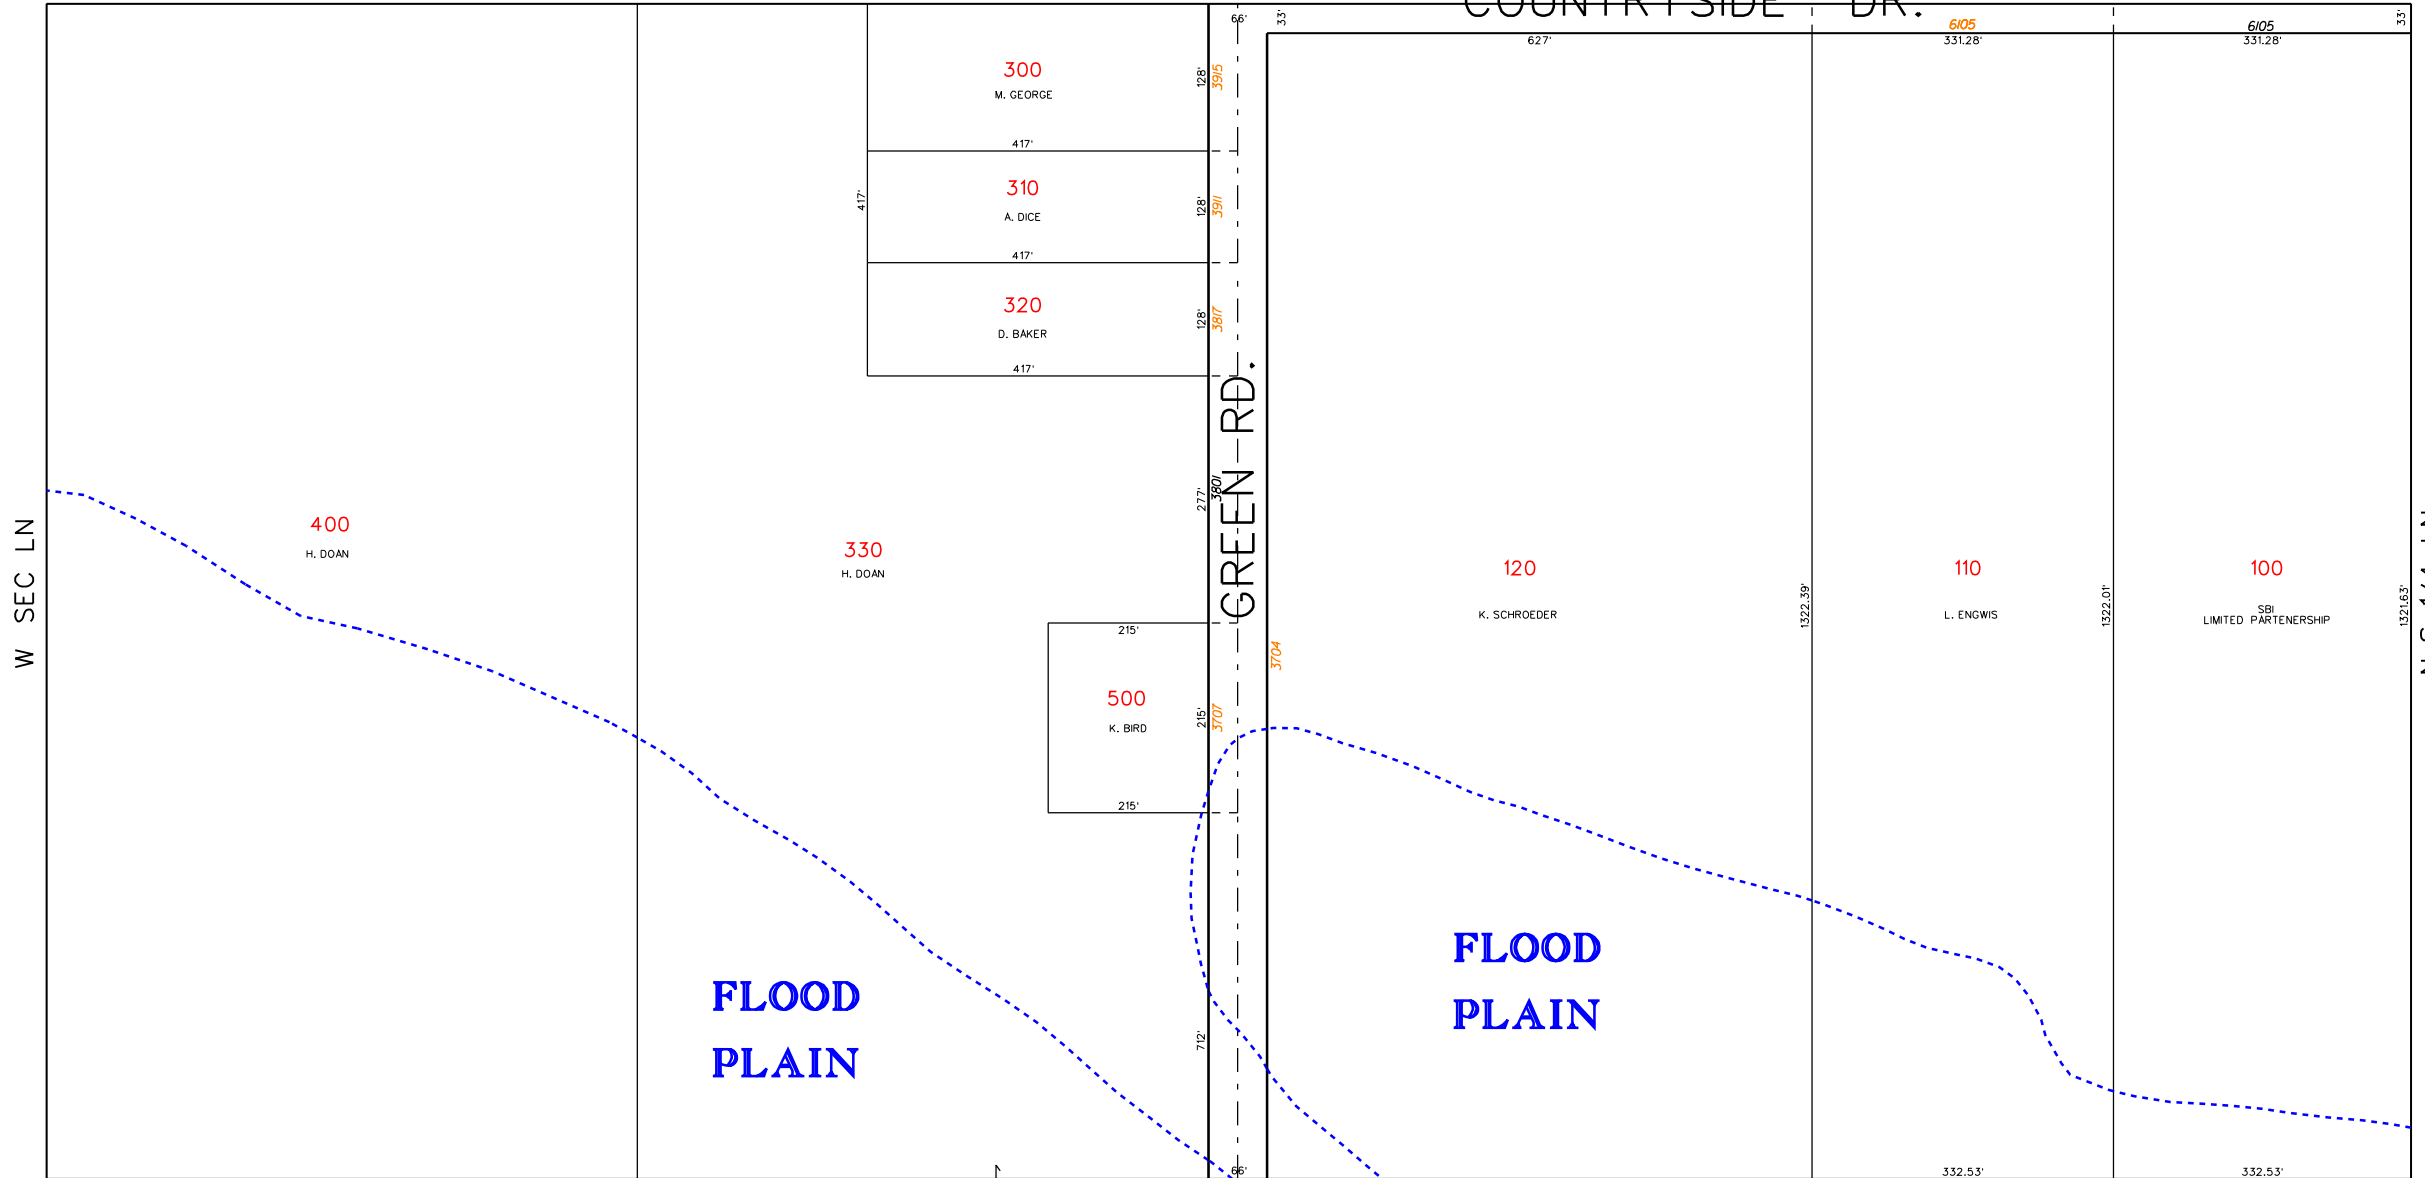 COUNTRYSIDE DR.
66'
33'
6105
6105
33'
627'
331.28'
331.28'
300
M. GEORGE
128'
3915
417'
310
A. DICE
417'
128'
3911
417'
320
D. BAKER
128'
3817
417'
GREEN RD.
277'
3801
W SEC LN
400
H. DOAN
330
H. DOAN
120
K. SCHROEDER
1322.39'
110
L. ENGWIS
1322.01'
100
SBI
LIMITED PARTENERSHIP
1321.63'
215'
3704
500
K. BIRD
215'
3707
215'
FLOOD
PLAIN
FLOOD
PLAIN
712'
66'
332.53'
332.53'